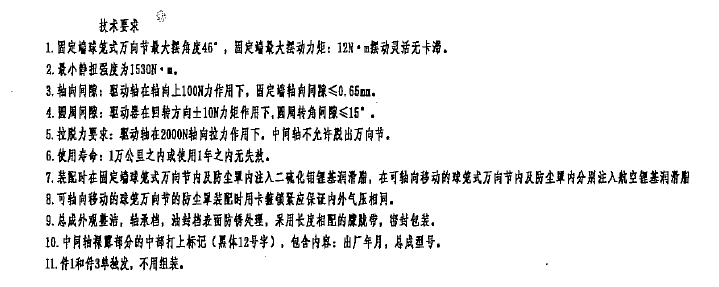 技术要求
1.固定端球笼式万向节最大摆角度46°，固定端最大摆动力矩：12N·m摆动灵活无卡滞。
2.最小静扭强度为1530N·m。
3.轴向间隙：驱动轴在轴向上100N力作用下，固定端轴向间隙≤0.65mm。
4.圆周间隙：驱动器在回转方向±10N力矩作用下,圆周转角间隙≤15°。
5.拉脱力要求：驱动轴在2000N轴向拉力作用下。中间轴不允许脱出万向节。
6.使用寿命：1万公里之内或使用1年之内无失效。
7.装配时在固定端球笼式万向节内及防尘罩内注入二硫化钼锂基润滑脂，在可轴向移动的球笼式万向节内及防尘罩内分别注入航空锂基润滑脂
8.可轴向移动的球笼万向节的防尘罩装配时用卡箍锁紧应保证内外气压相同。
9.总成外观整洁，轴承档，油封档表面防锈处理，采用长度相配的朦胧带，密封包装。
10.中间轴裸露部分的中部打上标记（黑体12号字），包含内容：出厂年月，总成型号。
11.件1和件3单独发，不用组装。